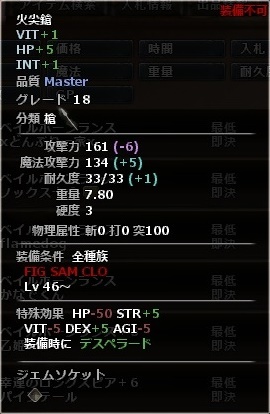 装備不可
火尖鎗
VIT+1
HP+5
INT+1
品質 Master
グレード 18
分類 槍
攻撃力 161 (-6)
魔法攻撃力 134 (+5)
耐久度 33/33 (+1)
重量 7.80
硬度 3
物理属性 斬0 打0 突100
装備条件 全種族
FIG SAM CLO
Lv 46～
特殊効果 HP-50 STR+5
VIT-5 DEX+5 AGI-5
装備時に デスペラード
ジェムソケット